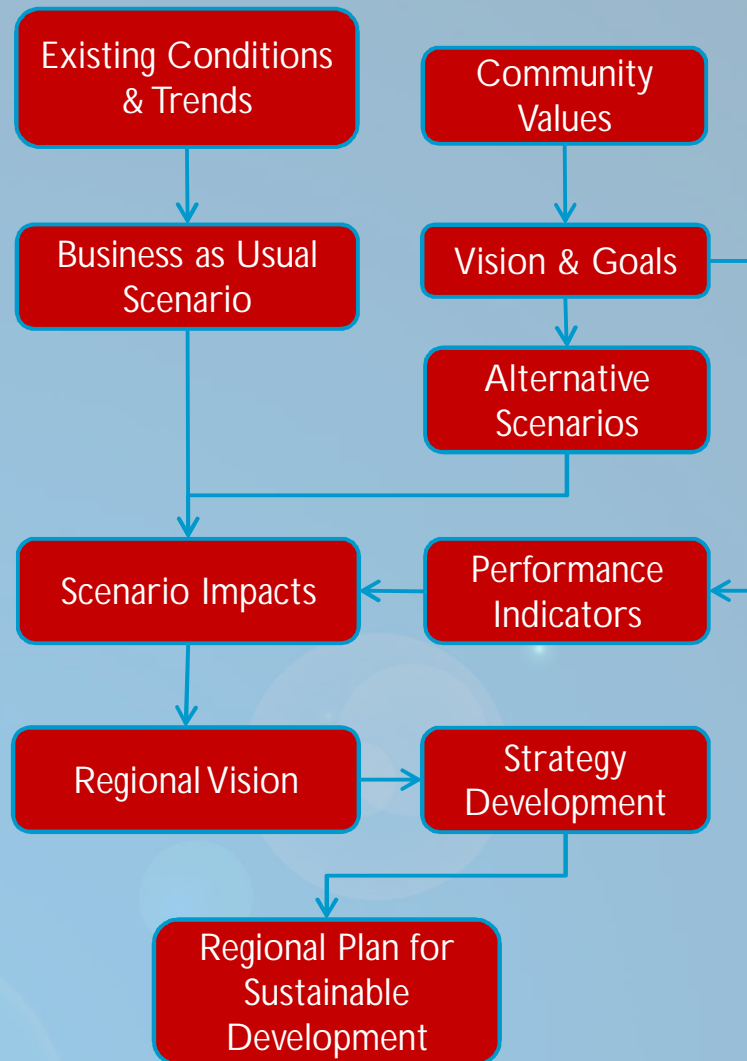 Existing Conditions
& Trends
Community
Values
Business as Usual
Scenario
Vision & Goals
Alternative
Scenarios
Scenario Impacts
Performance
Indicators
Regional Vision
Strategy
Development
Regional Plan for
Sustainable
Development